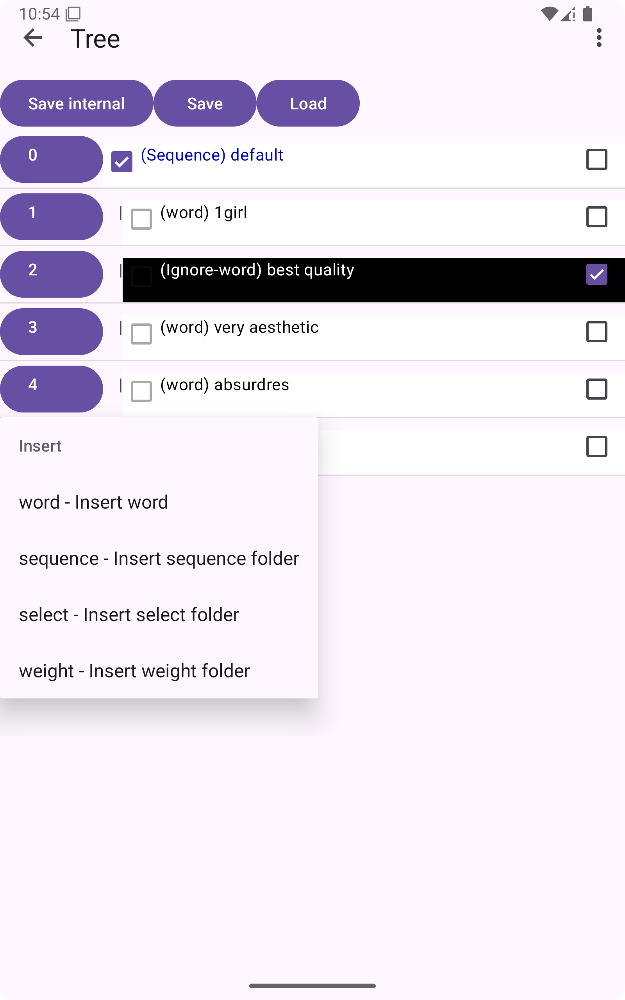 10:54
Tree
Save internal Save Load
0 (Sequence) default
1 | (word) 1girl
2 | (Ignore-word) best quality
3 | (word) very aesthetic
4 | (word) absurdres
Insert
word - Insert word
sequence - Insert sequence folder
select - Insert select folder
weight - Insert weight folder